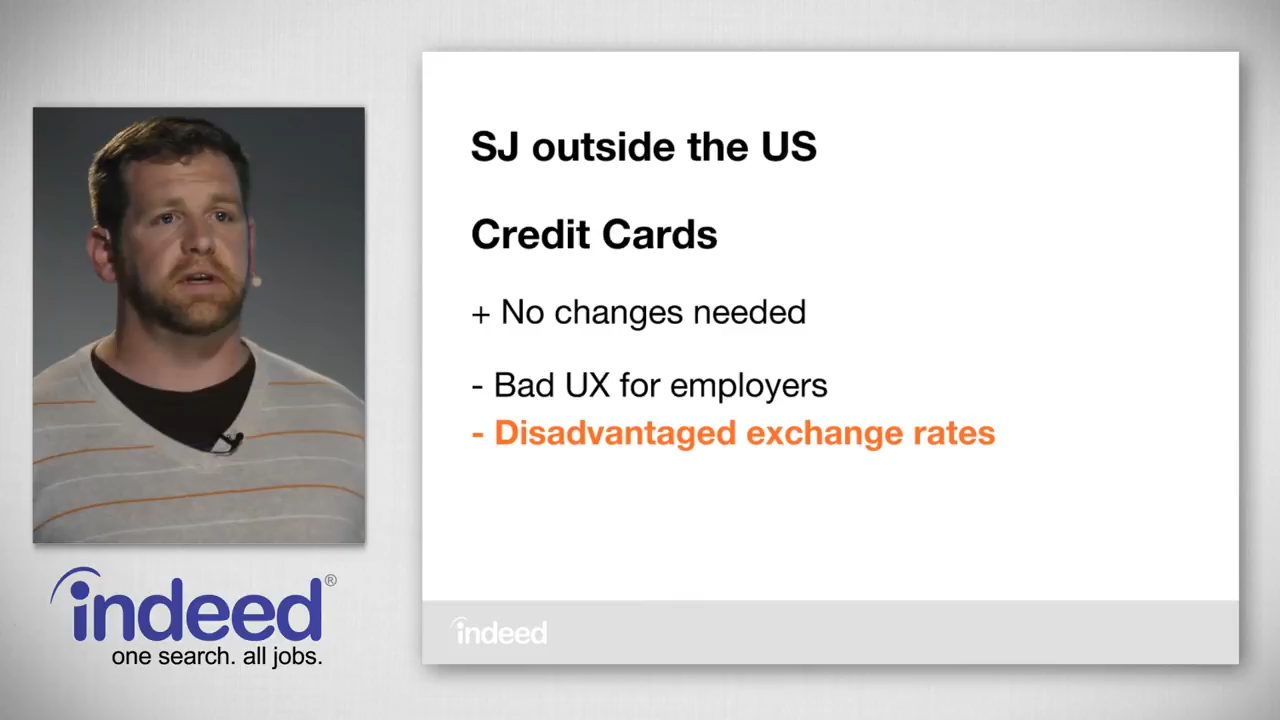 SJ outside the US
Credit Cards
+ No changes needed
- Bad UX for employers
- Disadvantaged exchange rates
indeed
indeed®
one search. all jobs.